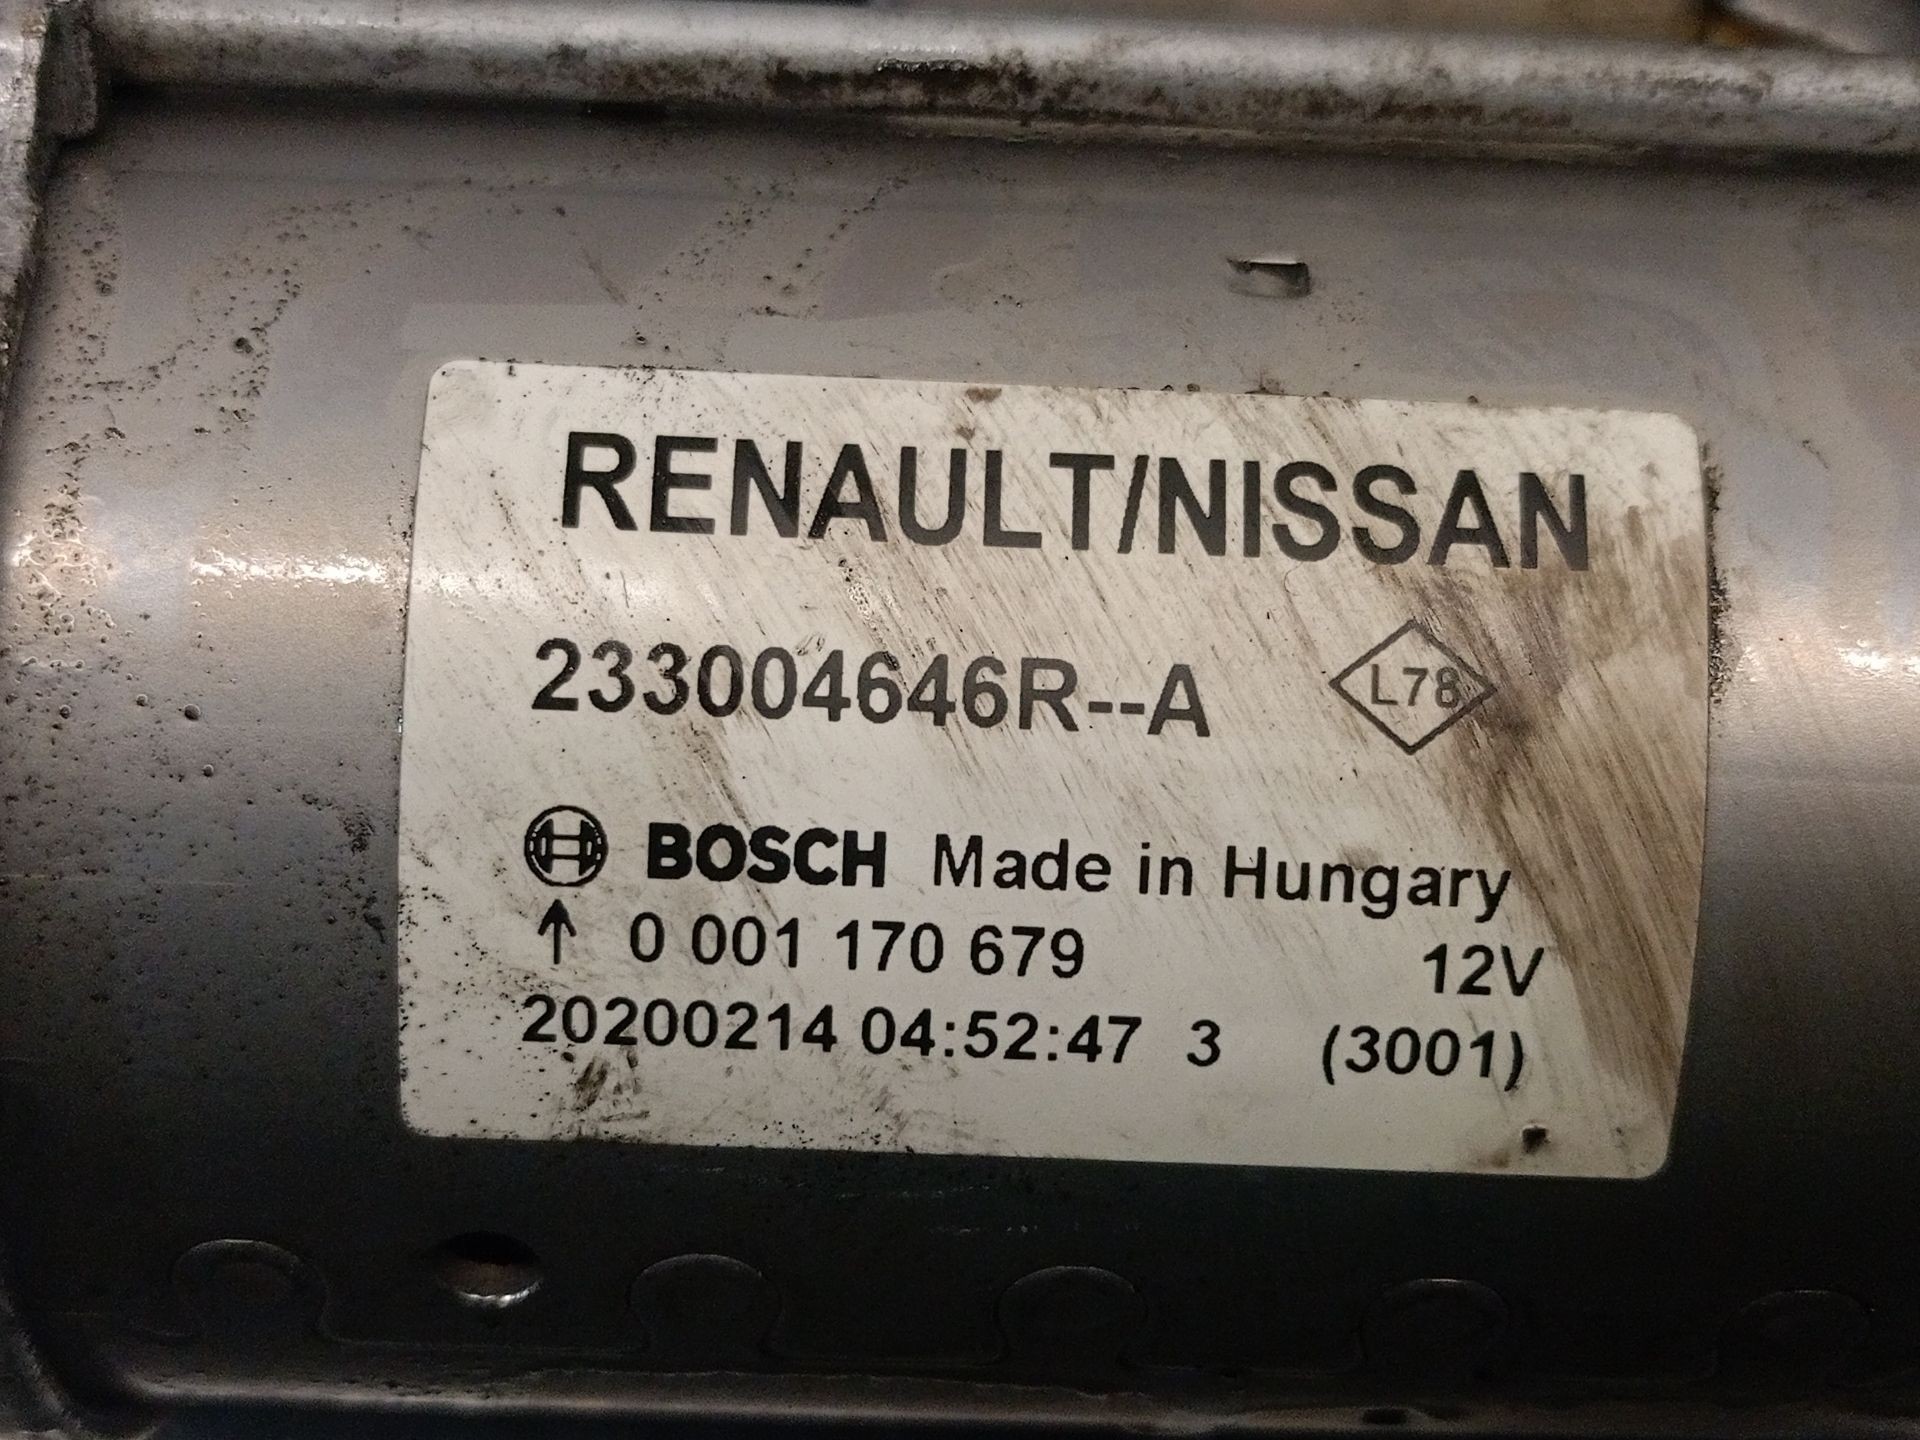 RENAULT/NISSAN
233004646R--A L78
BOSCH Made in Hungary
↑ 0 001 170 679 12V
20200214 04:52:47 3 (3001)